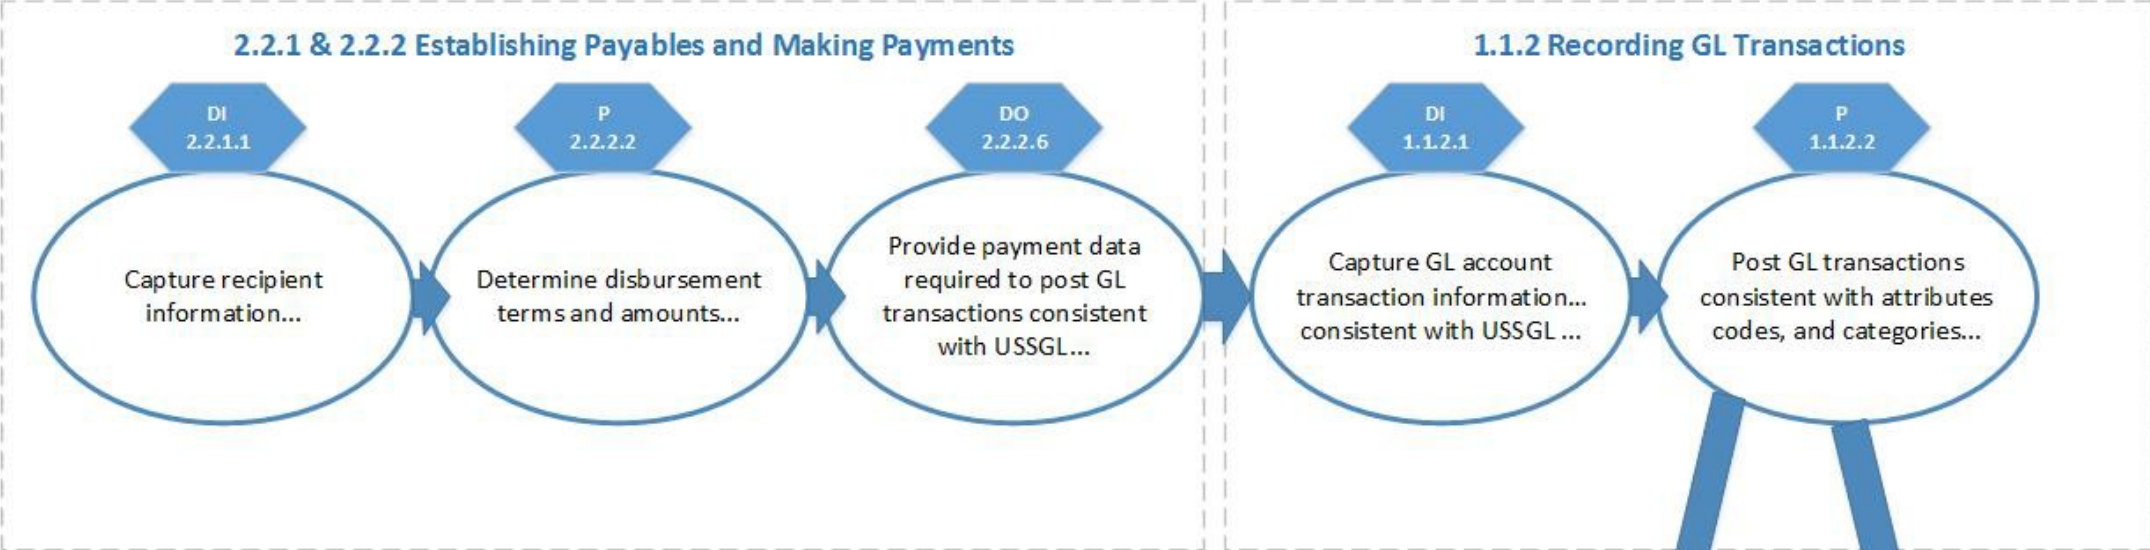 2.2.1 & 2.2.2 Establishing Payables and Making Payments
DI
2.2.1.1
Capture recipient
information...
P
2.2.2.2
Determine disbursement
terms and amounts...
DO
2.2.2.6
Provide payment data
required to post GL
transactions consistent
with USSGL...
1.1.2 Recording GL Transactions
DI
1.1.2.1
Capture GL account
transaction information...
consistent with USSGL ...
P
1.1.2.2
Post GL transactions
consistent with attributes
codes, and categories...